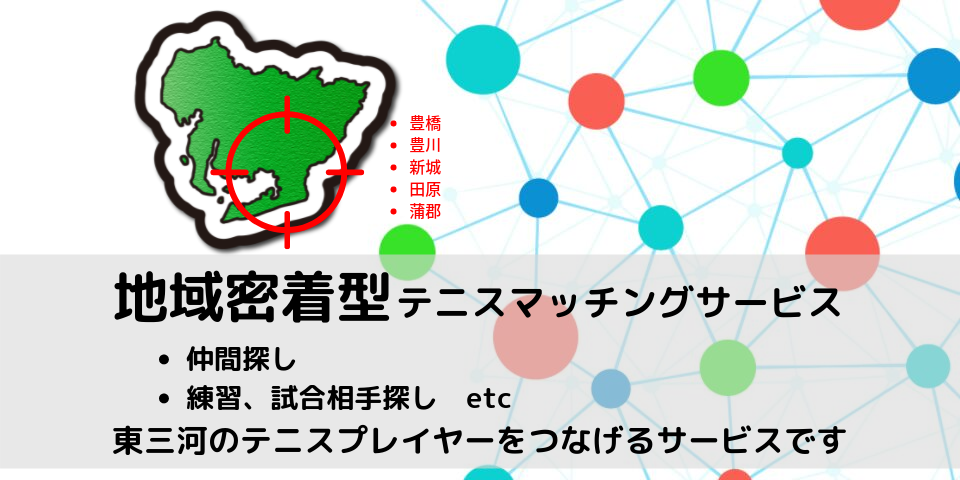 • 豊橋
• 豊川
• 新城
• 田原
• 蒲郡
地域密着型テニスマッチングサービス
• 仲間探し
• 練習、試合相手探し　etc
東三河のテニスプレイヤーをつなげるサービスです